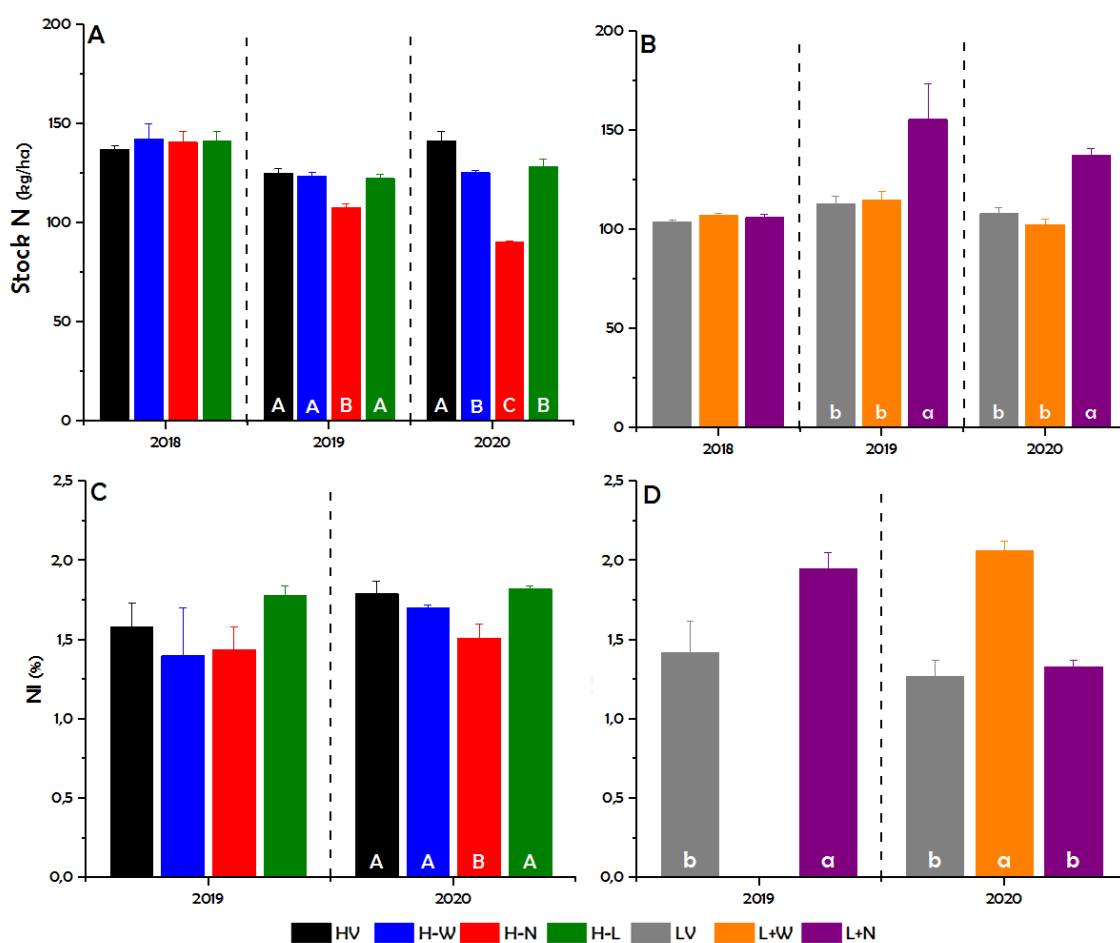 A
Stock N (kg/ha)
200
150
100
50
0
A A B A A B C B
2018 2019 2020
B
200
150
100
50
0
b b a b b a
2018 2019 2020
C
NI (%)
2,5
2,0
1,5
1,0
0,5
0,0
A A B A
2019 2020
D
2,5
2,0
1,5
1,0
0,5
0,0
b a b a b
2019 2020
HV H-W H-N H-L LV L+W L+N